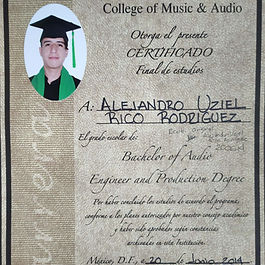 College of Music & Audio
Otorga el presente
CERTIFICADO
Final de estudios
A: ALEJANDRO UZIEL
RICO RODRIGUEZ
El grado escolar de:
Bachelor of Audio
Engineer and Production Degree
Por haber concluido los estudios de acuerdo al programa
conforme a los planes autorizados por nuestro consejo académico
y haber sido aprobados según constancias
archivadas en esta Institución.
México, D.F., a 20 de Junio 2014